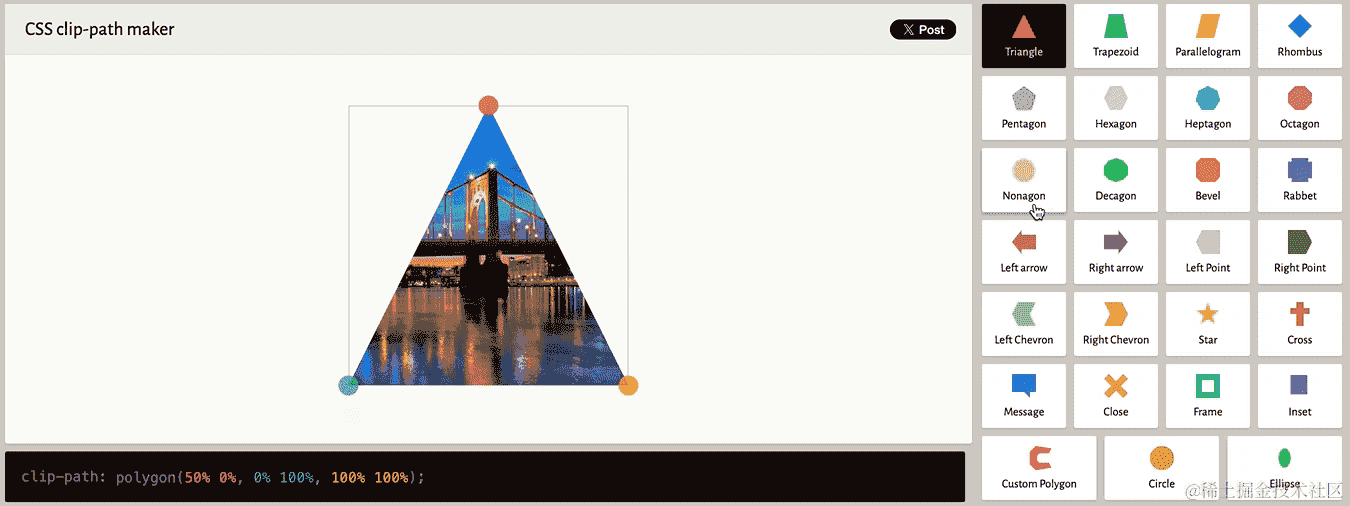 CSS clip-path maker
X Post
clip-path: polygon(50% 0%, 0% 100%, 100% 100%);
Triangle
Trapezoid
Parallelogram
Rhombus
Pentagon
Hexagon
Heptagon
Octagon
Nonagon
Decagon
Bevel
Rabbet
Left arrow
Right arrow
Left Point
Right Point
Left Chevron
Right Chevron
Star
Cross
Message
Close
Frame
Inset
Custom Polygon
Circle
Ellipse
@稀土掘金技术社区